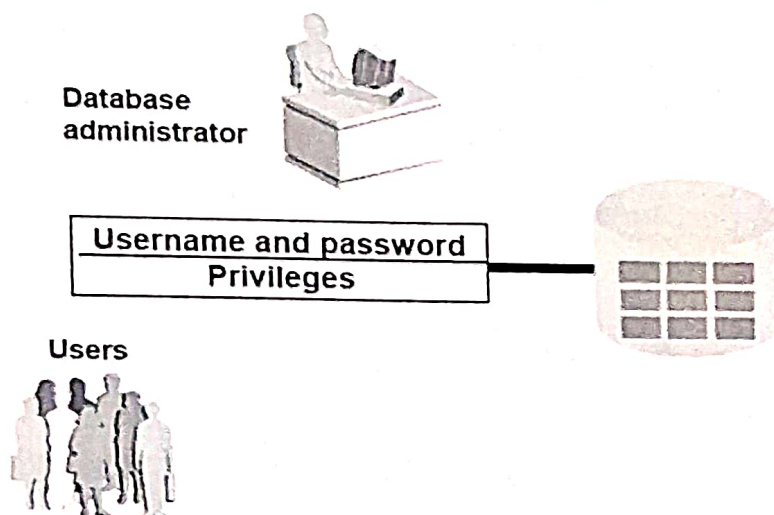 Database
administrator
Username and password
Privileges
Users